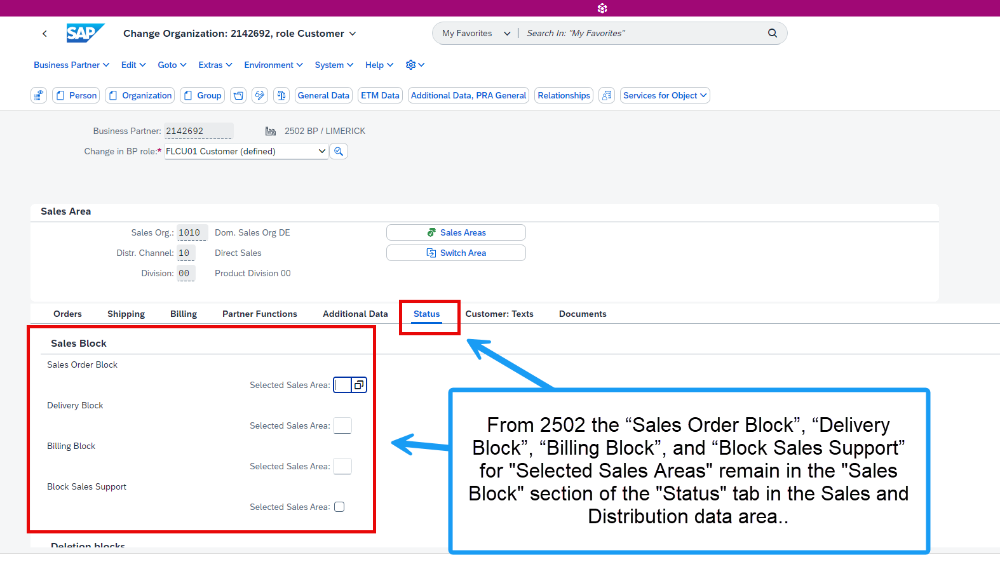 SAP
Change Organization: 2142692, role Customer
My Favorites
Search In: "My Favorites"
Business Partner Edit Goto Extras Environment System Help
Person Organization Group General Data ETM Data Additional Data, PRA General Relationships Services for Object
Business Partner: 2142692 2502 BP / LIMERICK
Change in BP role:* FLCU01 Customer (defined)
Sales Area
Sales Org.: 1010 Dom. Sales Org DE Sales Areas
Distr. Channel: 10 Direct Sales Switch Area
Division: 00 Product Division 00
Orders Shipping Billing Partner Functions Additional Data Status Customer: Texts Documents
Sales Block
Sales Order Block
Selected Sales Area:
Delivery Block
Selected Sales Area:
Billing Block
Selected Sales Area:
Block Sales Support
Selected Sales Area:
Deletion blocks
From 2502 the “Sales Order Block”, “Delivery
Block”, “Billing Block”, and “Block Sales Support”
for "Selected Sales Areas" remain in the "Sales
Block" section of the "Status" tab in the Sales and
Distribution data area..